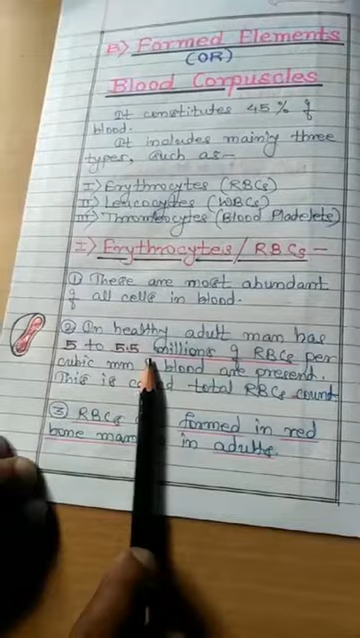 B) Formed Elements
(OR)
Blood Corpuscles
It constitutes 45% of
blood.
It includes mainly three
types, such as-
I) Erythrocytes (RBCs)
II) Leucocytes (WBCs)
III) Thrombocytes (Blood Pladelets)
I) Erythrocytes / RBCs -
① These are most abundant
of all cells in blood.
② In healthy adult man has
5 to 5.5 millions of RBCs per
cubic mm blood are present.
This is total RBCs count
③ RBCs formed in red
bone in adults.